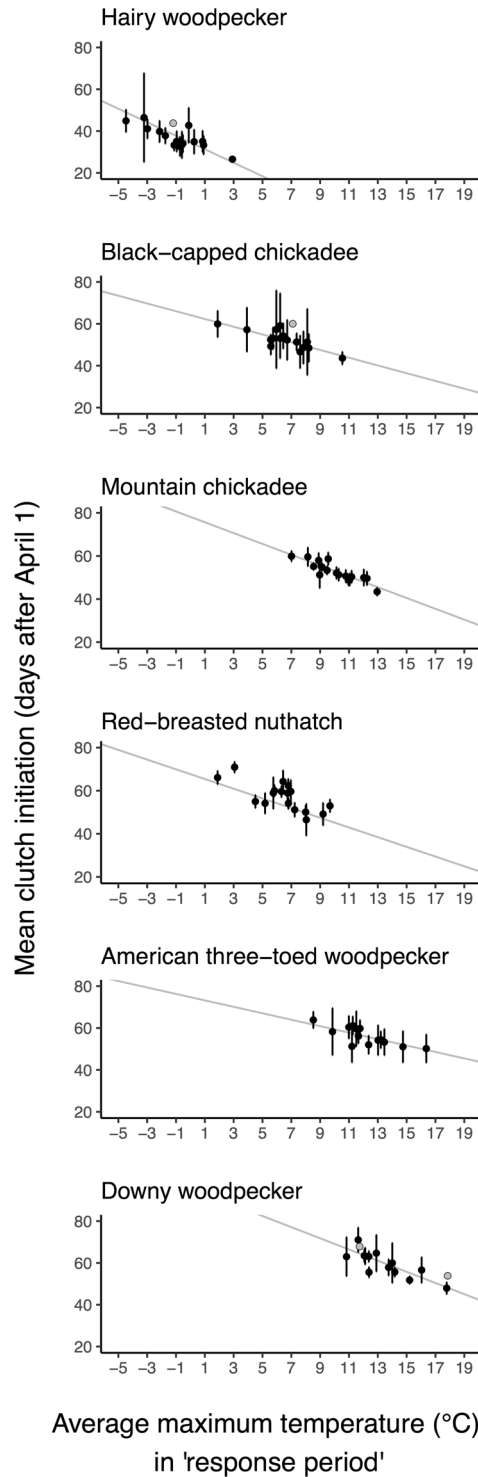 Hairy woodpecker
80
60
40
20
−5 −3 −1 1 3 5 7 9 11 13 15 17 19
Black−capped chickadee
80
60
40
20
−5 −3 −1 1 3 5 7 9 11 13 15 17 19
Mountain chickadee
80
60
40
20
−5 −3 −1 1 3 5 7 9 11 13 15 17 19
Red−breasted nuthatch
80
60
40
20
−5 −3 −1 1 3 5 7 9 11 13 15 17 19
American three−toed woodpecker
80
60
40
20
−5 −3 −1 1 3 5 7 9 11 13 15 17 19
Downy woodpecker
80
60
40
20
−5 −3 −1 1 3 5 7 9 11 13 15 17 19
Mean clutch initiation (days after April 1)
Average maximum temperature (°C)
in 'response period'